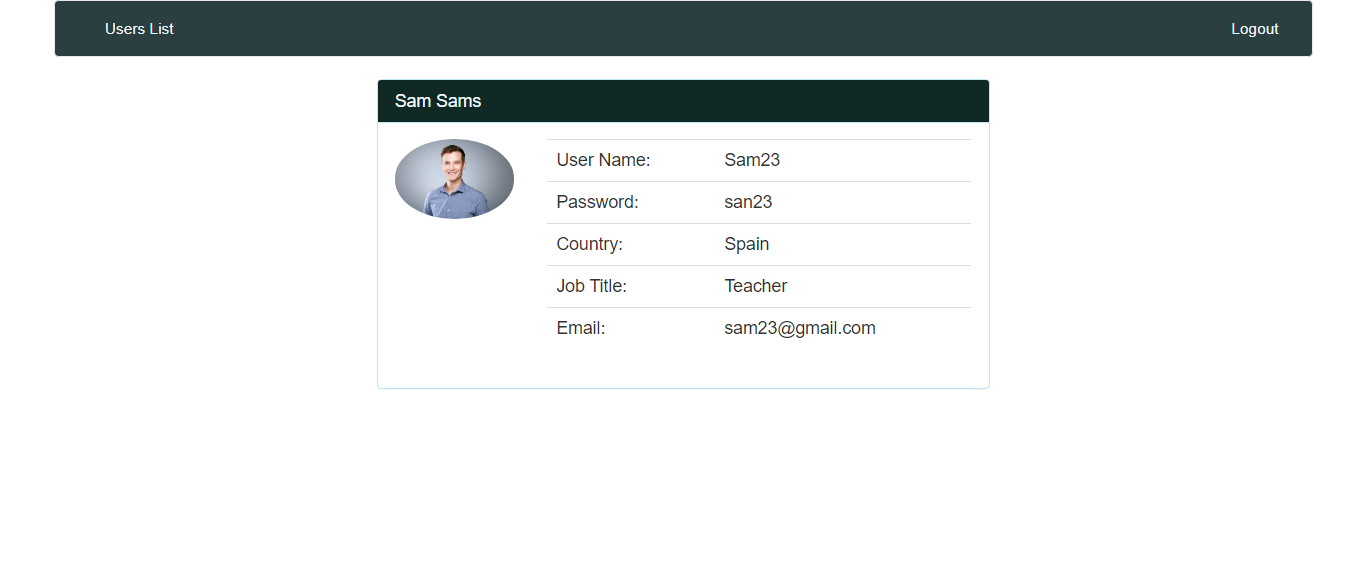 Users List Logout
Sam Sams
User Name: Sam23
Password: san23
Country: Spain
Job Title: Teacher
Email: sam23@gmail.com